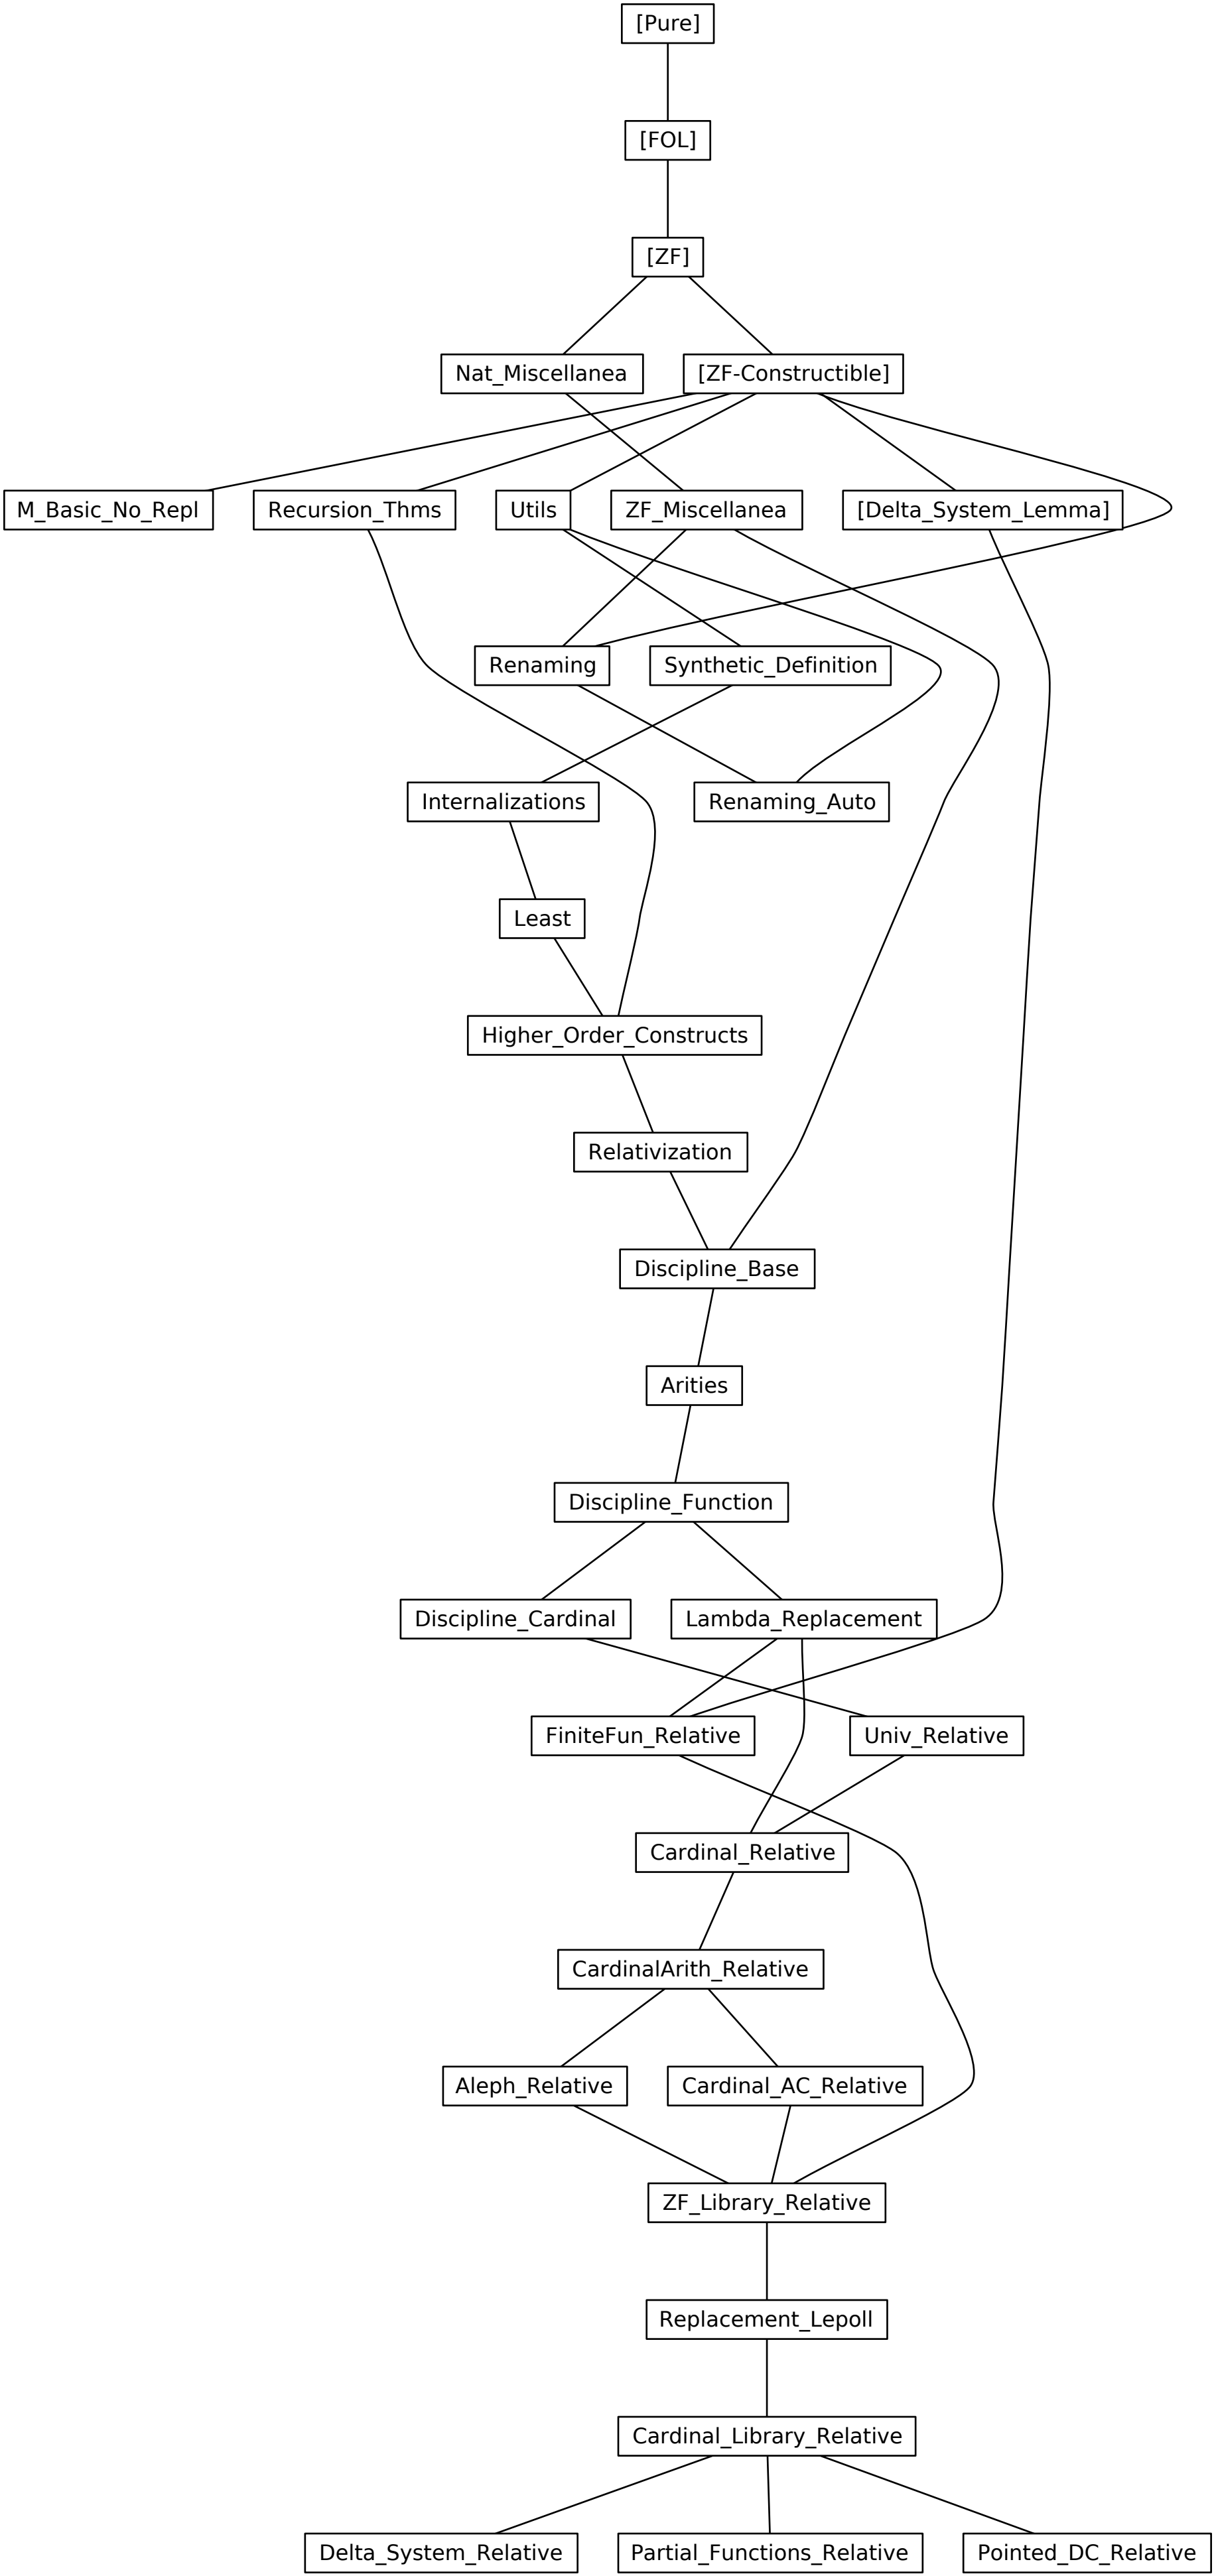 [Pure]
[FOL]
[ZF]
Nat_Miscellanea
[ZF-Constructible]
M_Basic_No_Repl
Recursion_Thms
Utils
ZF_Miscellanea
[Delta_System_Lemma]
Renaming
Synthetic_Definition
Internalizations
Renaming_Auto
Least
Higher_Order_Constructs
Relativization
Discipline_Base
Arities
Discipline_Function
Discipline_Cardinal
Lambda_Replacement
FiniteFun_Relative
Univ_Relative
Cardinal_Relative
CardinalArith_Relative
Aleph_Relative
Cardinal_AC_Relative
ZF_Library_Relative
Replacement_Lepoll
Cardinal_Library_Relative
Delta_System_Relative
Partial_Functions_Relative
Pointed_DC_Relative